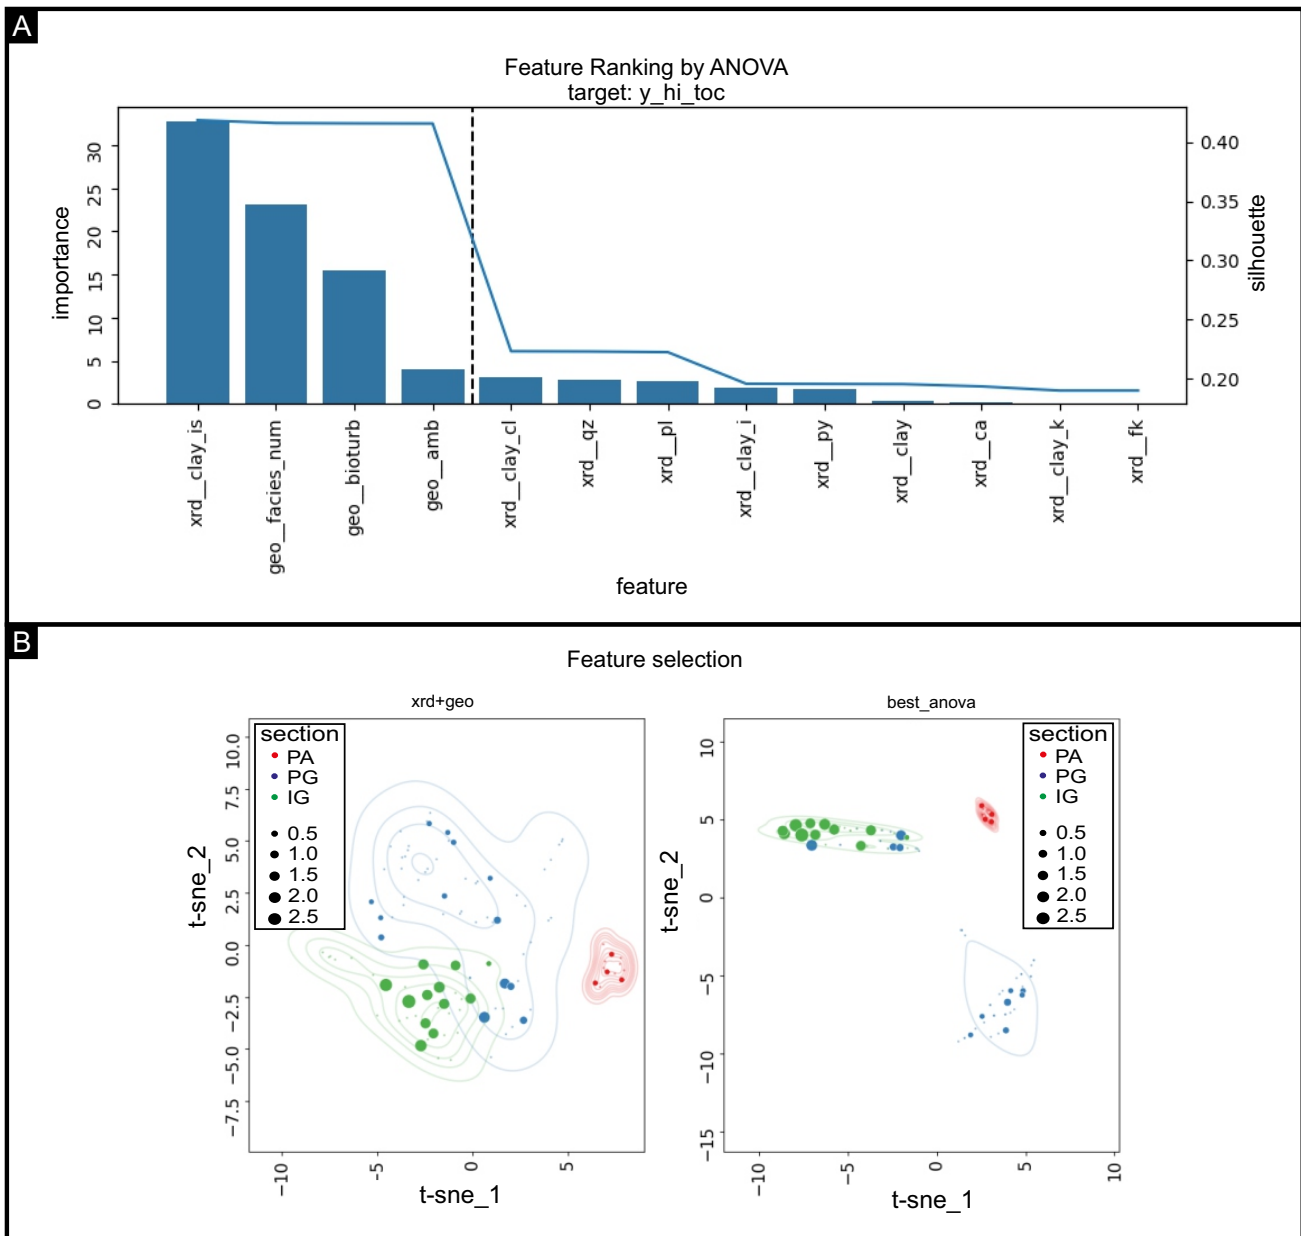 A
Feature Ranking by ANOVA
target: y_hi_toc
importance
30
25
20
15
10
5
0
0.40
0.35
0.30
0.25
0.20
silhouette
xrd__clay_is
geo__facies_num
geo__bioturb
geo__amb
xrd__clay_cl
xrd__qz
xrd__pl
xrd__clay_i
xrd__py
xrd__clay
xrd__ca
xrd__clay_k
xrd__fk
feature
B
Feature selection
xrd+geo
section
PA
PG
IG
0.5
1.0
1.5
2.0
2.5
t-sne_2
10.0
7.5
5.0
2.5
0.0
−2.5
−5.0
−7.5
−10
−5
0
5
t-sne_1
best_anova
section
PA
PG
IG
0.5
1.0
1.5
2.0
2.5
t-sne_2
10
5
0
−5
−10
−15
−10
−5
0
5
10
t-sne_1